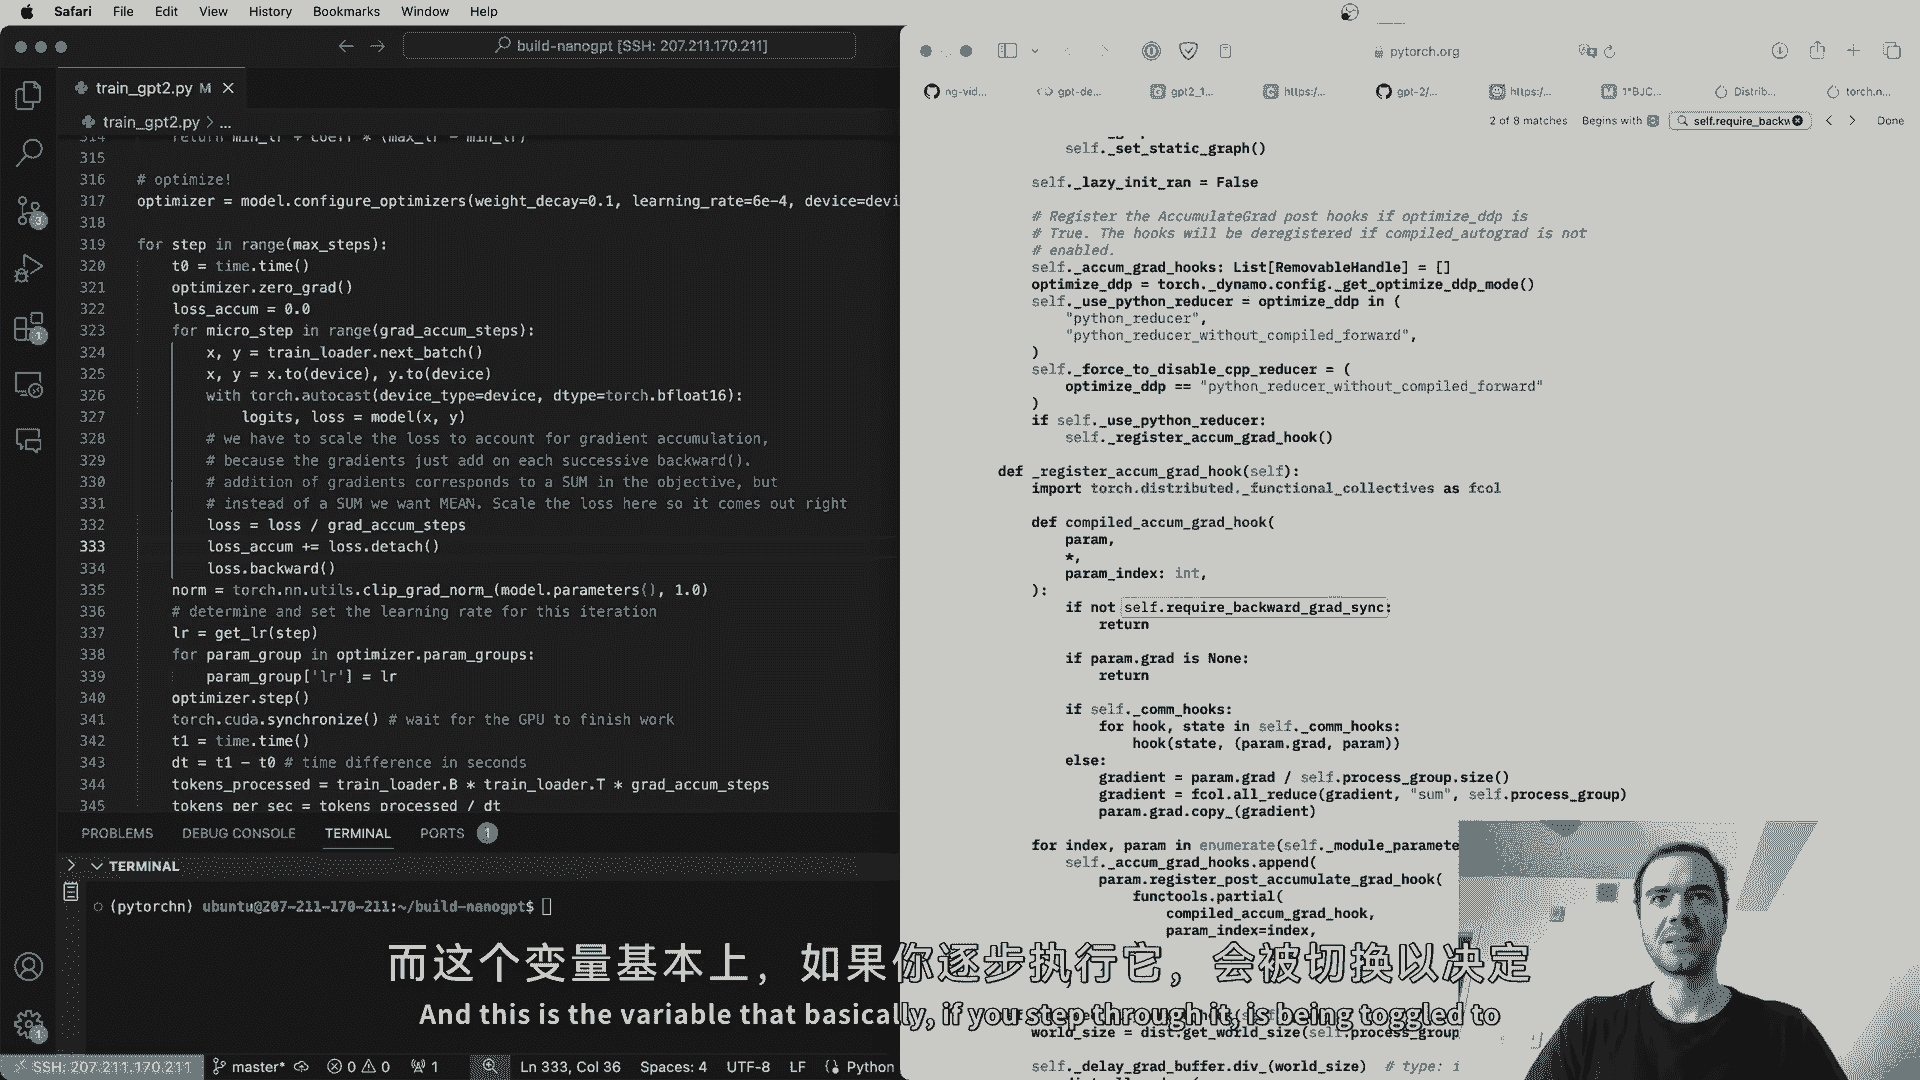 Safari File Edit View History Bookmarks Window Help
build-nanogpt [SSH: 207.211.170.211]
train_gpt2.py M
train_gpt2.py > ...
314 return min_lr + coeff * (max_lr - min_lr)
315
316 # optimize!
317 optimizer = model.configure_optimizers(weight_decay=0.1, learning_rate=6e-4, device=devi
318
319 for step in range(max_steps):
320 t0 = time.time()
321 optimizer.zero_grad()
322 loss_accum = 0.0
323 for micro_step in range(grad_accum_steps):
324 x, y = train_loader.next_batch()
325 x, y = x.to(device), y.to(device)
326 with torch.autocast(device_type=device, dtype=torch.bfloat16):
327 logits, loss = model(x, y)
328 # we have to scale the loss to account for gradient accumulation,
329 # because the gradients just add on each successive backward().
330 # addition of gradients corresponds to a SUM in the objective, but
331 # instead of a SUM we want MEAN. Scale the loss here so it comes out right
332 loss = loss / grad_accum_steps
333 loss_accum += loss.detach()
334 loss.backward()
335 norm = torch.nn.utils.clip_grad_norm_(model.parameters(), 1.0)
336 # determine and set the learning rate for this iteration
337 lr = get_lr(step)
338 for param_group in optimizer.param_groups:
339 param_group['lr'] = lr
340 optimizer.step()
341 torch.cuda.synchronize() # wait for the GPU to finish work
342 t1 = time.time()
343 dt = t1 - t0 # time difference in seconds
344 tokens_processed = train_loader.B * train_loader.T * grad_accum_steps
345 tokens_per_sec = tokens_processed / dt
PROBLEMS DEBUG CONSOLE TERMINAL PORTS 1
TERMINAL
(pytorchn) ubuntu@207-211-170-211:~/build-nanogpt$
SSH: 207.211.170.211 master* 0 0 1 Ln 333, Col 36 Spaces: 4 UTF-8 LF Python
pytorch.org
ng-vid... gpt-de... gpt2_1... https:/... gpt-2/... https:/... 1*BJC... Distrib... torch.n...
2 of 8 matches Begins with self.require_backw Done
self._set_static_graph()
self._lazy_init_ran = False
# Register the AccumulateGrad post hooks if optimize_ddp is
# True. The hooks will be deregistered if compiled_autograd is not
# enabled.
self._accum_grad_hooks: List[RemovableHandle] = []
optimize_ddp = torch._dynamo.config._get_optimize_ddp_mode()
self._use_python_reducer = optimize_ddp in (
"python_reducer",
"python_reducer_without_compiled_forward",
)
self._force_to_disable_cpp_reducer = (
optimize_ddp == "python_reducer_without_compiled_forward"
)
if self._use_python_reducer:
self._register_accum_grad_hook()
def _register_accum_grad_hook(self):
import torch.distributed._functional_collectives as fcol
def compiled_accum_grad_hook(
param,
*,
param_index: int,
):
if not self.require_backward_grad_sync:
return
if param.grad is None:
return
if self._comm_hooks:
for hook, state in self._comm_hooks:
hook(state, (param.grad, param))
else:
gradient = param.grad / self.process_group.size()
gradient = fcol.all_reduce(gradient, "sum", self.process_group)
param.grad.copy_(gradient)
for index, param in enumerate(self._module_paramete
self._accum_grad_hooks.append(
param.register_post_accumulate_grad_hook(
functools.partial(
compiled_accum_grad_hook,
param_index=index,
world_size = dist.get_world_size(self.process_group
self._delay_grad_buffer.div_(world_size) # type: i
而这个变量基本上，如果你逐步执行它，会被切换以决定
And this is the variable that basically, if you step through it, is being toggled to